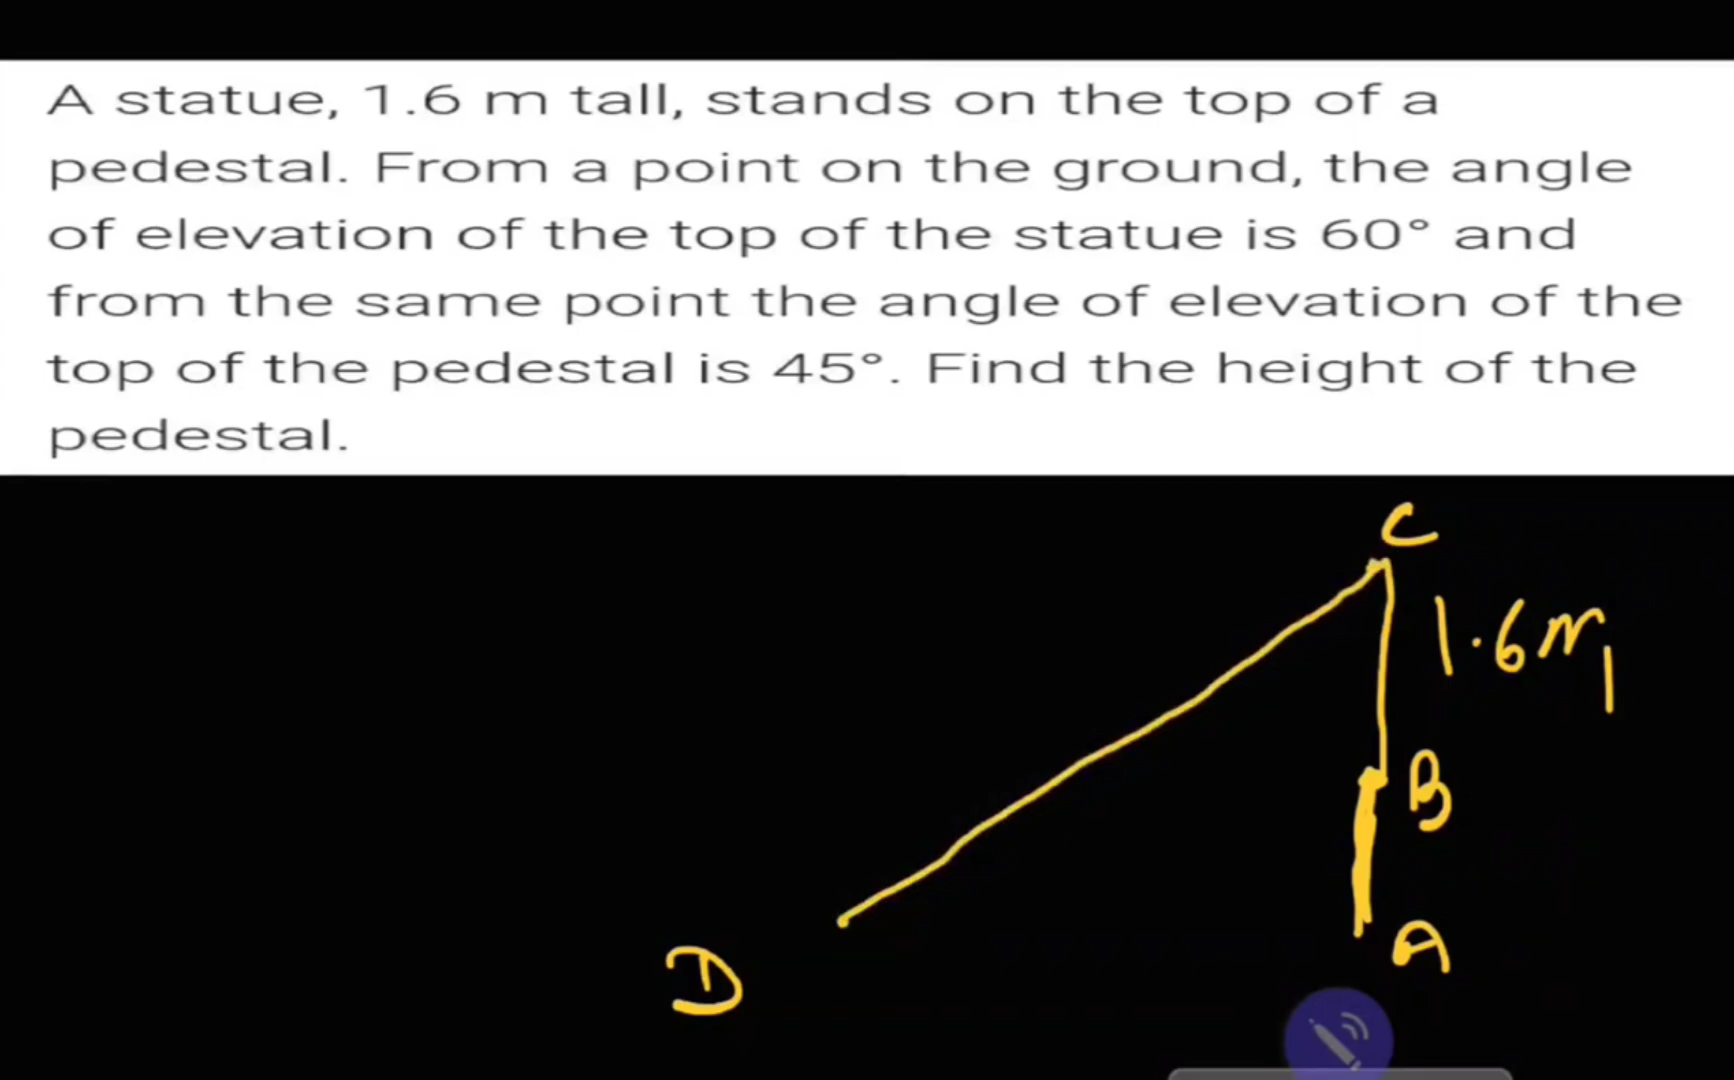 A statue, 1.6 m tall, stands on the top of a
pedestal. From a point on the ground, the angle
of elevation of the top of the statue is 60° and
from the same point the angle of elevation of the
top of the pedestal is 45°. Find the height of the
pedestal.
C
1.6m
B
A
D